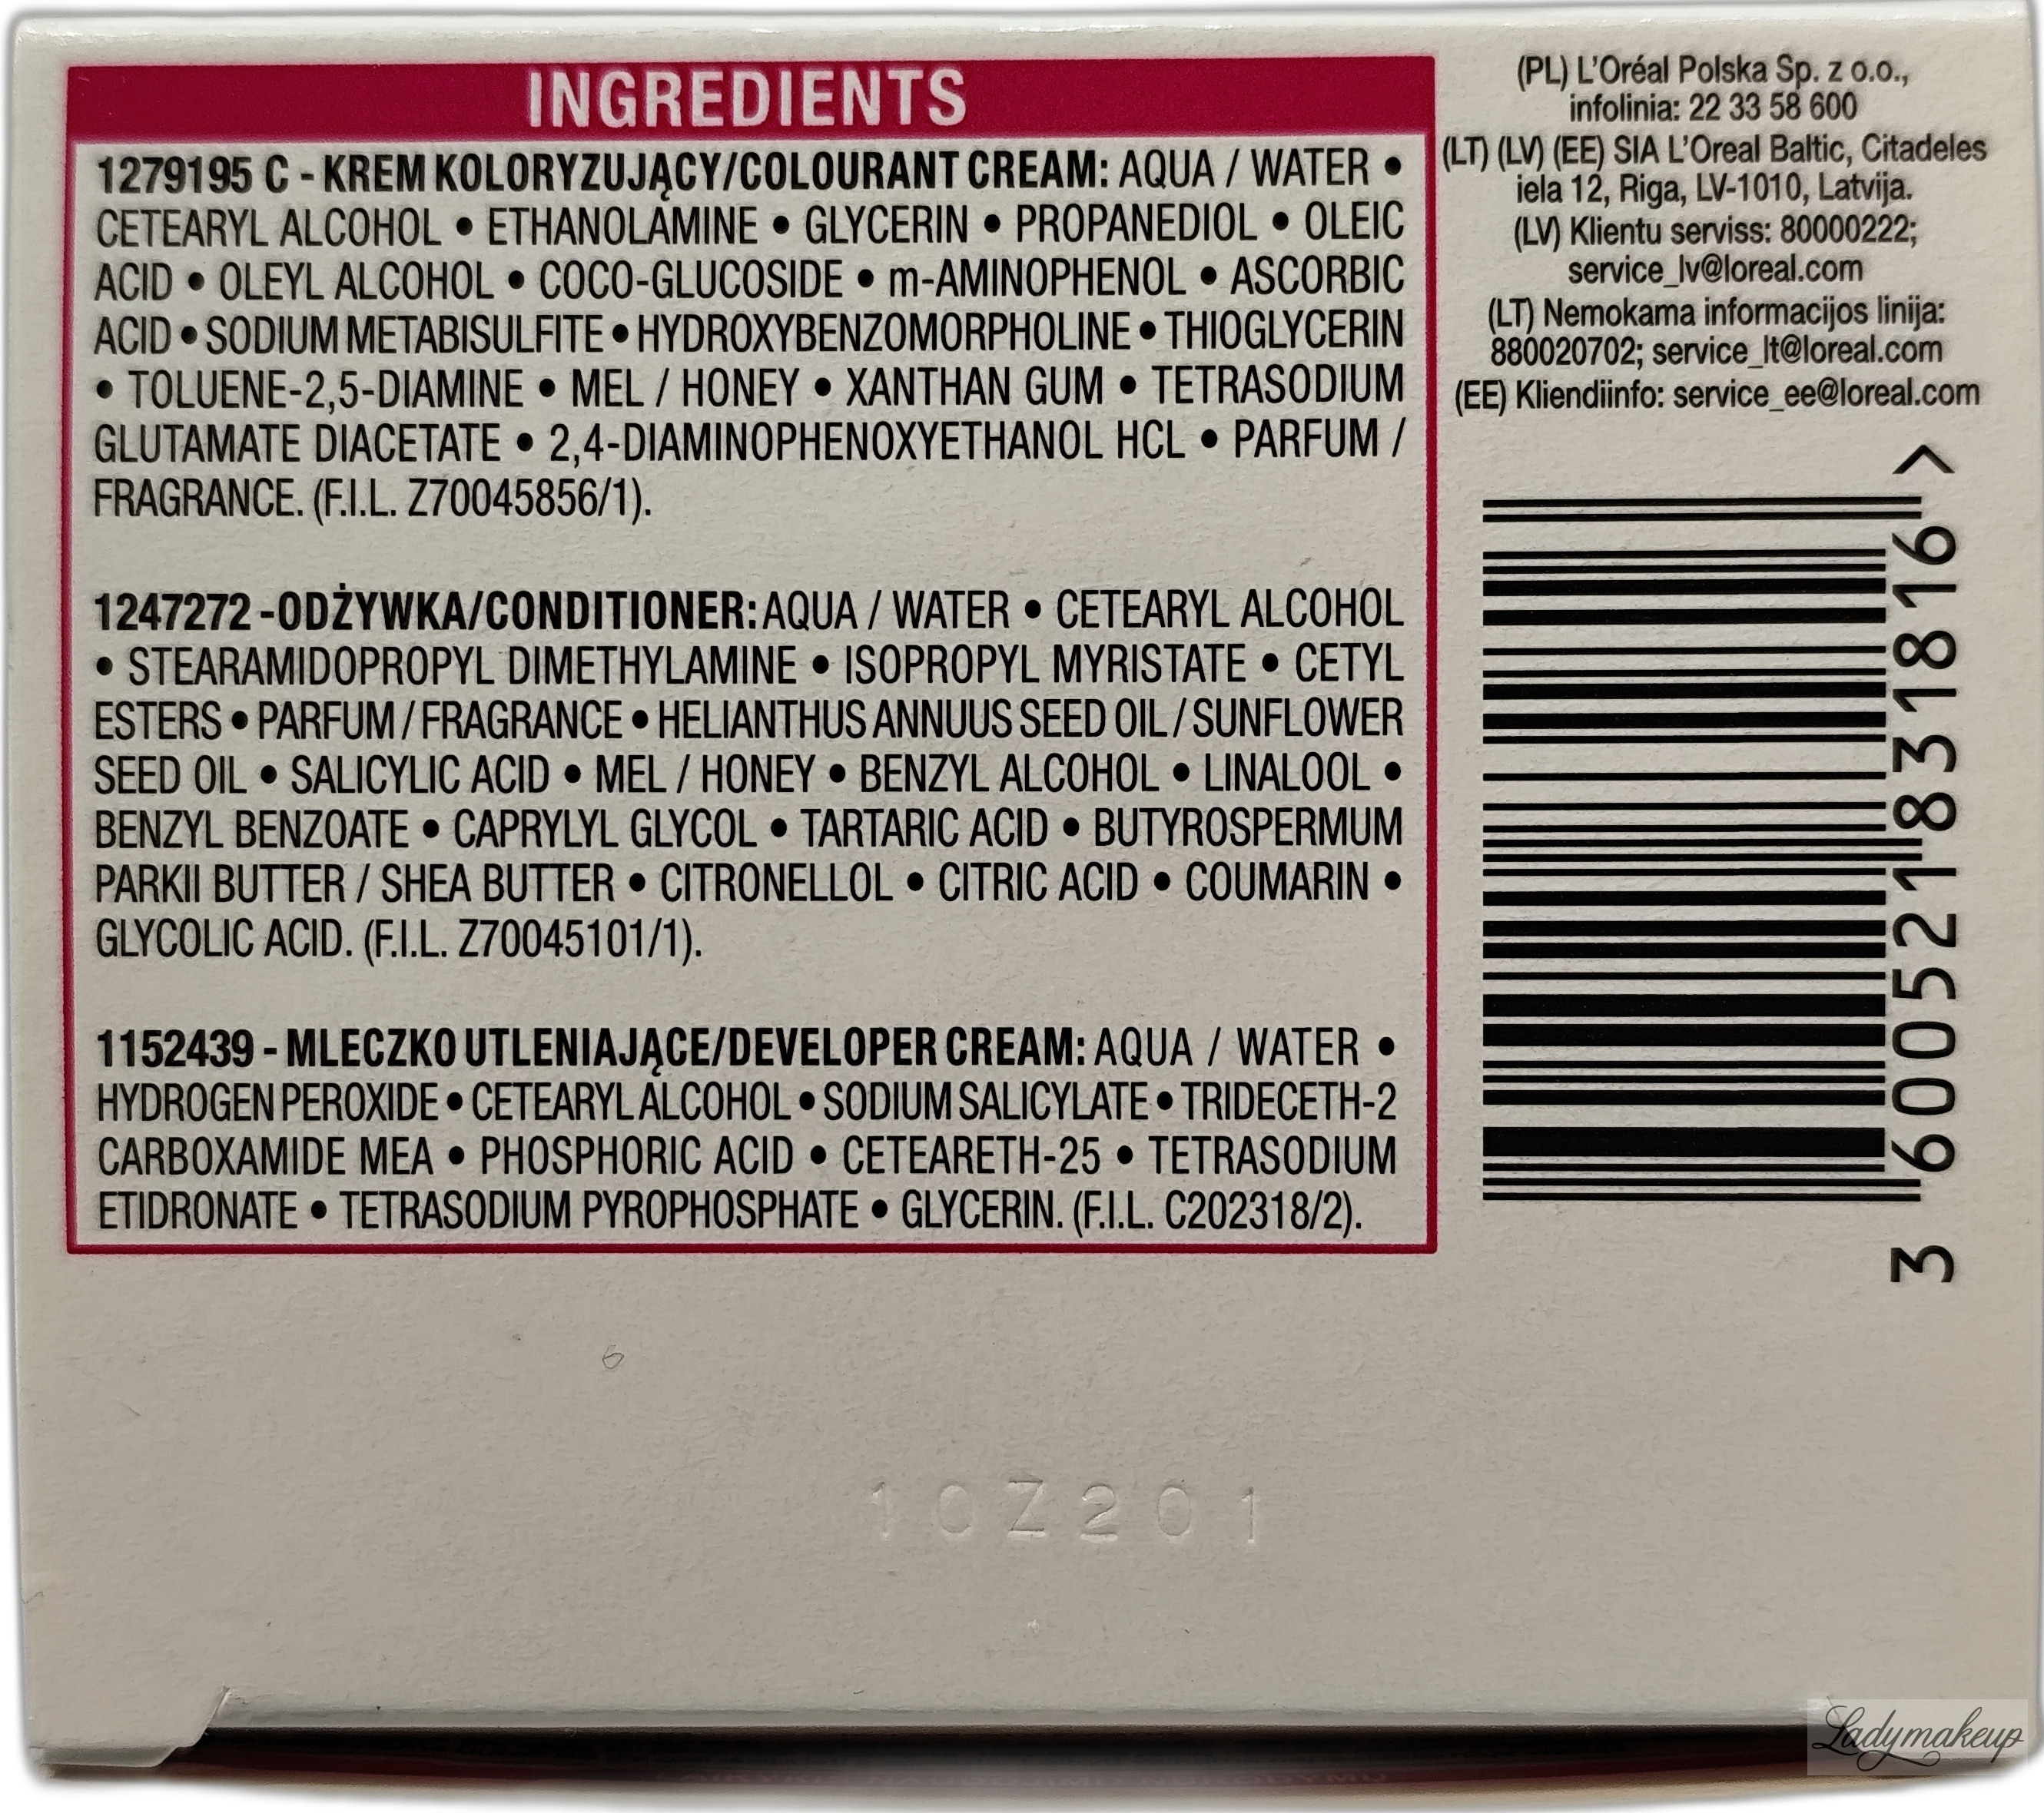 INGREDIENTS
1279195 C - KREM KOLORYZUJĄCY/COLOURANT CREAM: AQUA / WATER •
CETEARYL ALCOHOL • ETHANOLAMINE • GLYCERIN • PROPANEDIOL • OLEIC
ACID • OLEYL ALCOHOL • COCO-GLUCOSIDE • m-AMINOPHENOL • ASCORBIC
ACID • SODIUM METABISULFITE • HYDROXYBENZOMORPHOLINE • THIOGLYCERIN
• TOLUENE-2,5-DIAMINE • MEL / HONEY • XANTHAN GUM • TETRASODIUM
GLUTAMATE DIACETATE • 2,4-DIAMINOPHENOXYETHANOL HCL • PARFUM /
FRAGRANCE. (F.I.L. Z70045856/1).
1247272 -ODŻYWKA/CONDITIONER: AQUA / WATER • CETEARYL ALCOHOL
• STEARAMIDOPROPYL DIMETHYLAMINE • ISOPROPYL MYRISTATE • CETYL
ESTERS • PARFUM / FRAGRANCE • HELIANTHUS ANNUUS SEED OIL / SUNFLOWER
SEED OIL • SALICYLIC ACID • MEL / HONEY • BENZYL ALCOHOL • LINALOOL •
BENZYL BENZOATE • CAPRYLYL GLYCOL • TARTARIC ACID • BUTYROSPERMUM
PARKII BUTTER / SHEA BUTTER • CITRONELLOL • CITRIC ACID • COUMARIN •
GLYCOLIC ACID. (F.I.L. Z70045101/1).
1152439 - MLECZKO UTLENIAJĄCE/DEVELOPER CREAM: AQUA / WATER •
HYDROGEN PEROXIDE • CETEARYL ALCOHOL • SODIUM SALICYLATE • TRIDECETH-2
CARBOXAMIDE MEA • PHOSPHORIC ACID • CETEARETH-25 • TETRASODIUM
ETIDRONATE • TETRASODIUM PYROPHOSPHATE • GLYCERIN. (F.I.L. C202318/2).
(PL) L'Oréal Polska Sp. z o.o.,
infolinia: 22 33 58 600
(LT) (LV) (EE) SIA L'Oreal Baltic, Citadeles
iela 12, Riga, LV-1010, Latvija.
(LV) Klientu serviss: 80000222;
service_lv@loreal.com
(LT) Nemokama informacijos linija:
880020702; service_lt@loreal.com
(EE) Kliendiinfo: service_ee@loreal.com
3 600521 831816 >
10Z201
Ladymakeup